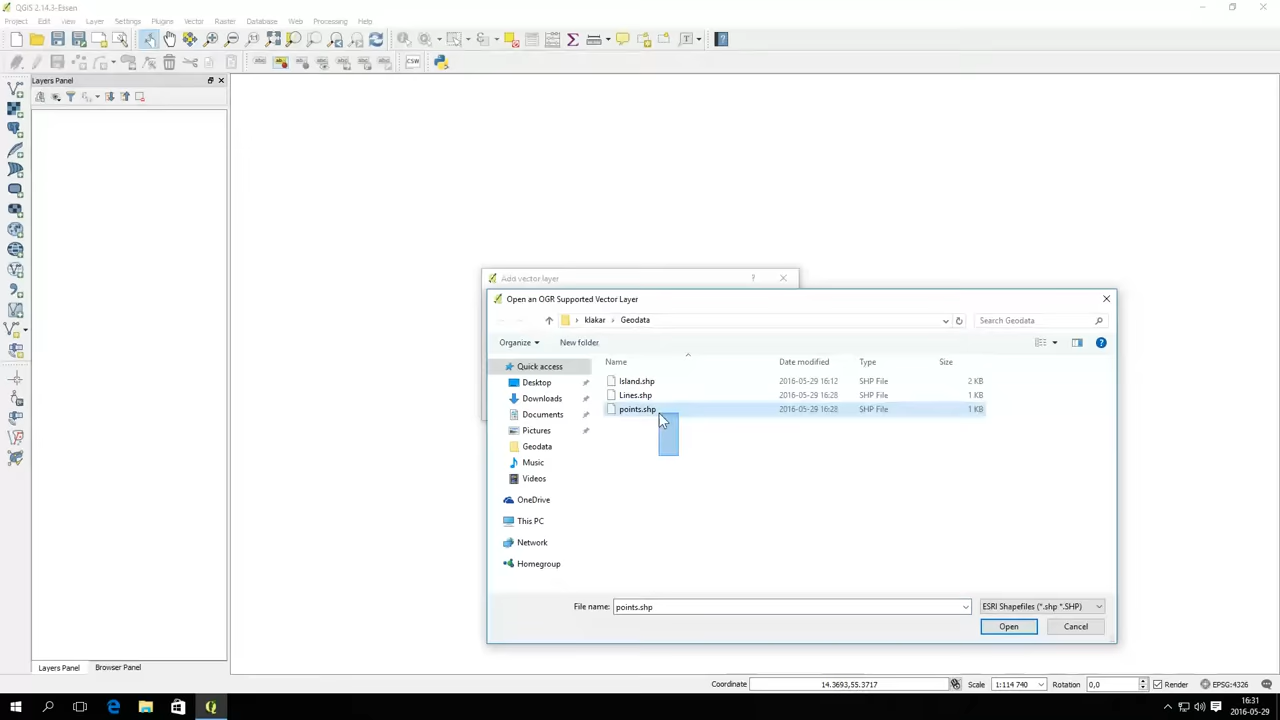 QGIS 2.14.3-Essen
Project Edit View Layer Settings Plugins Vector Raster Database Web Processing Help
CSW
Layers Panel
Add vector layer
Open an OGR Supported Vector Layer
klakar Geodata
Search Geodata
Organize New folder
Name Date modified Type Size
Quick access
Desktop
Downloads
Documents
Pictures
Geodata
Music
Videos
OneDrive
This PC
Network
Homegroup
Island.shp 2016-05-29 16:12 SHP File 2 KB
Lines.shp 2016-05-29 16:28 SHP File 1 KB
points.shp 2016-05-29 16:28 SHP File 1 KB
File name: points.shp ESRI Shapefiles (*.shp *.SHP)
Open Cancel
Layers Panel Browser Panel
Coordinate 14.3693,55.3717 Scale 1:114 740 Rotation 0,0 Render EPSG:4326
16:31
2016-05-29